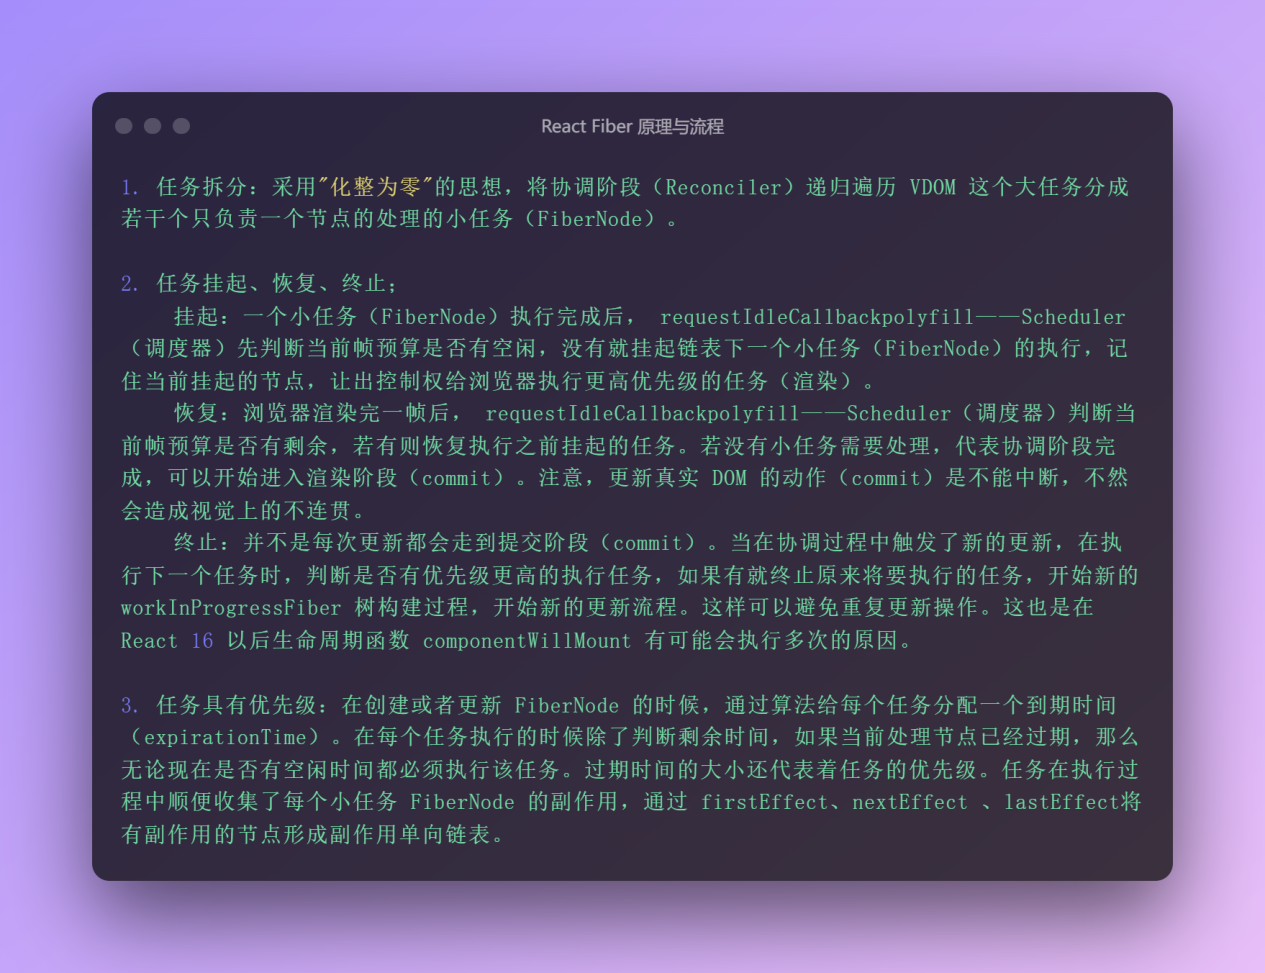 React Fiber 原理与流程
1. 任务拆分：采用"化整为零"的思想，将协调阶段（Reconciler）递归遍历 VDOM 这个大任务分成
若干个只负责一个节点的处理的小任务（FiberNode）。
2. 任务挂起、恢复、终止；
挂起：一个小任务（FiberNode）执行完成后， requestIdleCallbackpolyfill——Scheduler
（调度器）先判断当前帧预算是否有空闲，没有就挂起链表下一个小任务（FiberNode）的执行，记
住当前挂起的节点，让出控制权给浏览器执行更高优先级的任务（渲染）。
恢复：浏览器渲染完一帧后， requestIdleCallbackpolyfill——Scheduler（调度器）判断当
前帧预算是否有剩余，若有则恢复执行之前挂起的任务。若没有小任务需要处理，代表协调阶段完
成，可以开始进入渲染阶段（commit）。注意，更新真实 DOM 的动作（commit）是不能中断，不然
会造成视觉上的不连贯。
终止：并不是每次更新都会走到提交阶段（commit）。当在协调过程中触发了新的更新，在执
行下一个任务时，判断是否有优先级更高的执行任务，如果有就终止原来将要执行的任务，开始新的
workInProgressFiber 树构建过程，开始新的更新流程。这样可以避免重复更新操作。这也是在
React 16 以后生命周期函数 componentWillMount 有可能会执行多次的原因。
3. 任务具有优先级：在创建或者更新 FiberNode 的时候，通过算法给每个任务分配一个到期时间
（expirationTime）。在每个任务执行的时候除了判断剩余时间，如果当前处理节点已经过期，那么
无论现在是否有空闲时间都必须执行该任务。过期时间的大小还代表着任务的优先级。任务在执行过
程中顺便收集了每个小任务 FiberNode 的副作用，通过 firstEffect、nextEffect 、lastEffect将
有副作用的节点形成副作用单向链表。